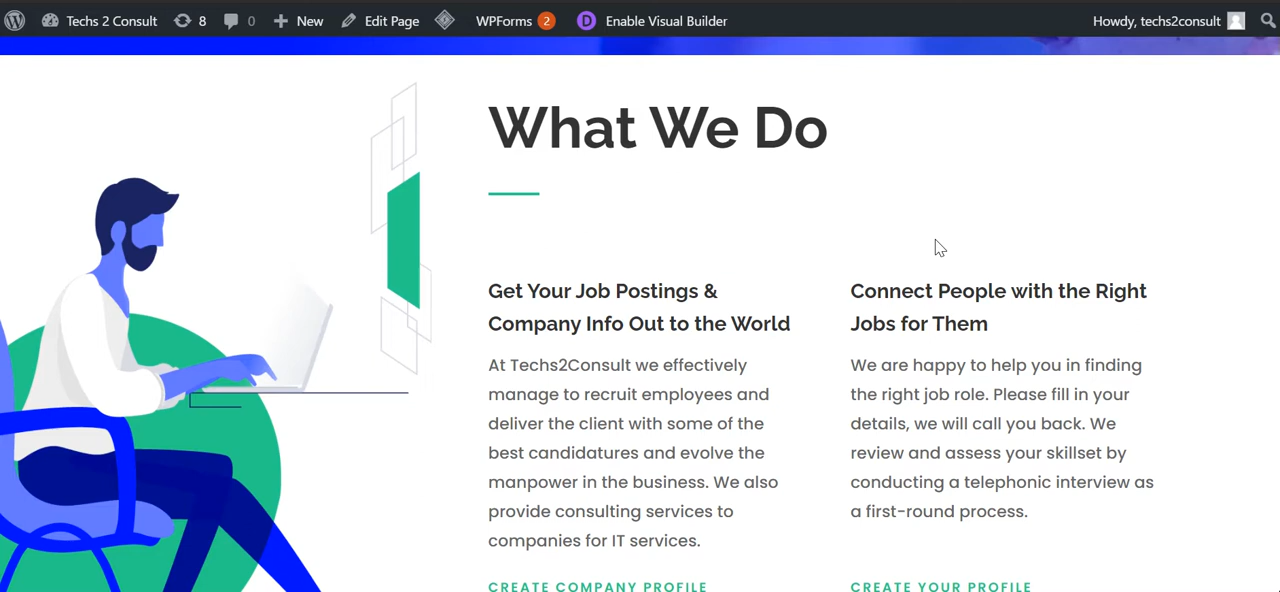 Techs 2 Consult 8 0 New Edit Page WPForms 2 D Enable Visual Builder Howdy, techs2consult
What We Do
Get Your Job Postings &
Company Info Out to the World
At Techs2Consult we effectively
manage to recruit employees and
deliver the client with some of the
best candidatures and evolve the
manpower in the business. We also
provide consulting services to
companies for IT services.
CREATE COMPANY PROFILE
Connect People with the Right
Jobs for Them
We are happy to help you in finding
the right job role. Please fill in your
details, we will call you back. We
review and assess your skillset by
conducting a telephonic interview as
a first-round process.
CREATE YOUR PROFILE